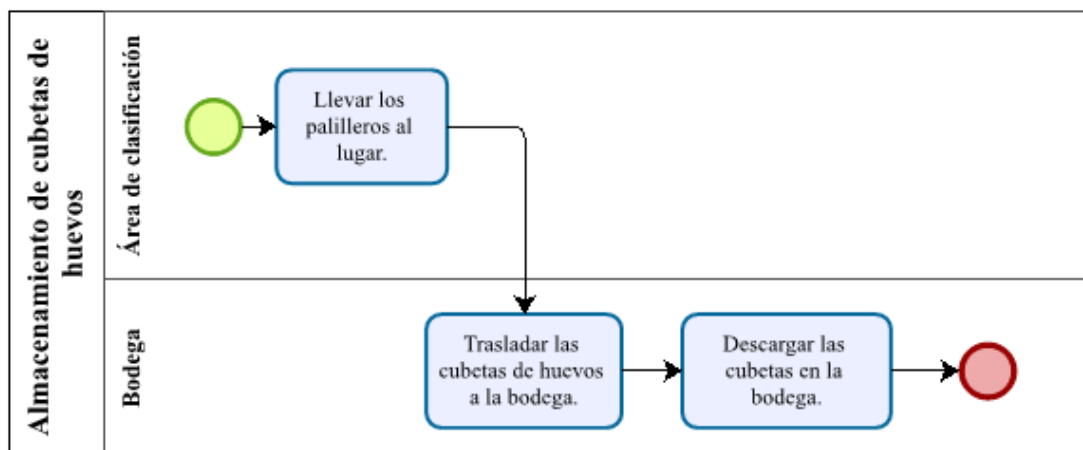 Almacenamiento de cubetas de
huevos
Área de clasificación
Llevar los
palilleros al
lugar.
Bodega
Trasladar las
cubetas de huevos
a la bodega.
Descargar las
cubetas en la
bodega.